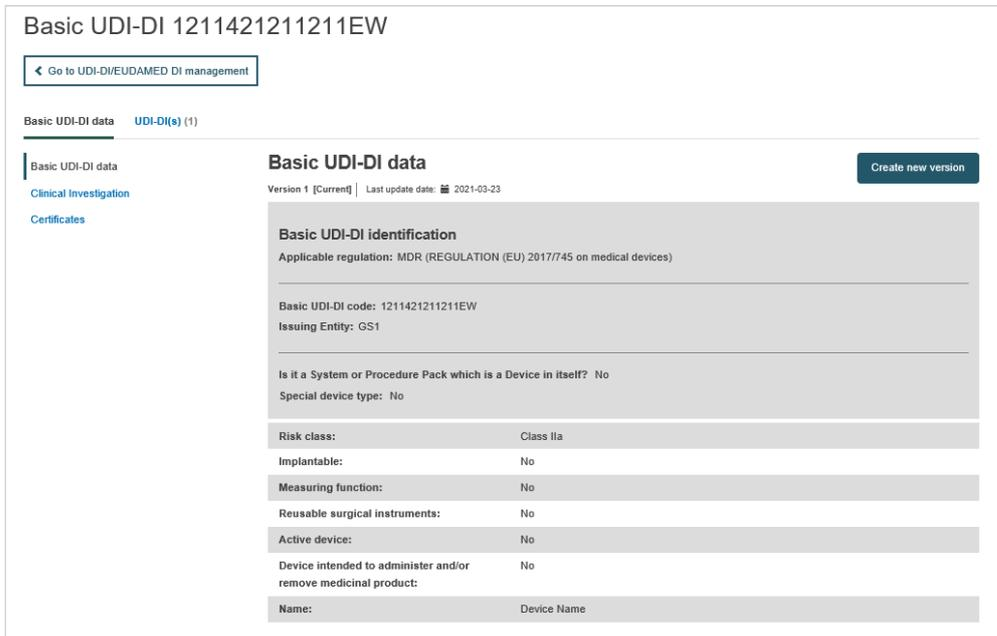 Basic UDI-DI 1211421211211EW
Go to UDI-DI/EUDAMED DI management
Basic UDI-DI data UDI-DI(s) (1)
Basic UDI-DI data
Clinical Investigation
Certificates
Basic UDI-DI data
Create new version
Version 1 [Current] Last update date: 2021-03-23
Basic UDI-DI identification
Applicable regulation: MDR (REGULATION (EU) 2017/745 on medical devices)
Basic UDI-DI code: 1211421211211EW
Issuing Entity: GS1
Is it a System or Procedure Pack which is a Device in itself? No
Special device type: No
Risk class: Class IIa
Implantable: No
Measuring function: No
Reusable surgical instruments: No
Active device: No
Device intended to administer and/or No
remove medicinal product:
Name: Device Name